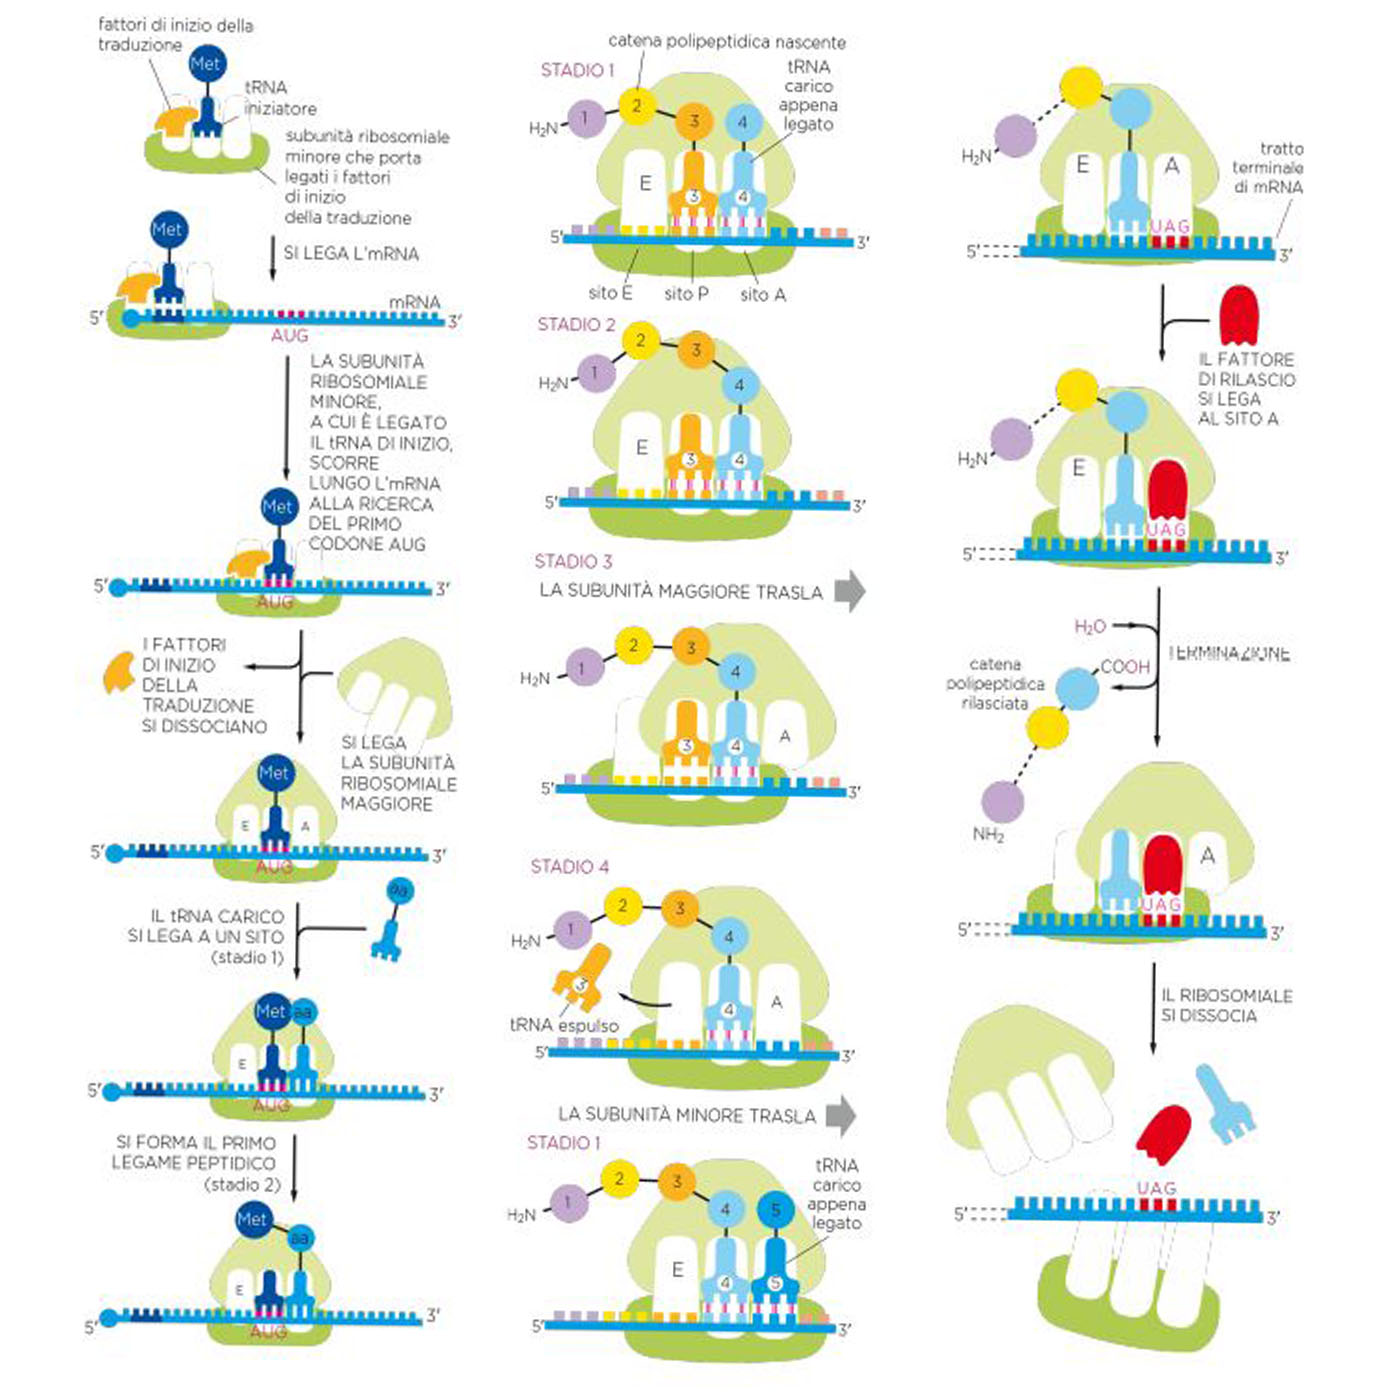 fattori di inizio della
traduzione
Met
tRNA
iniziatore
subunità ribosomiale
minore che porta
legati i fattori
di inizio
della traduzione
Met
SI LEGA L'mRNA
mRNA
5'
3'
AUG
LA SUBUNITÀ
RIBOSOMIALE
MINORE,
A CUI È LEGATO
IL tRNA DI INIZIO,
SCORRE
LUNGO L'mRNA
ALLA RICERCA
DEL PRIMO
CODONE AUG
Met
5'
3'
AUG
I FATTORI
DI INIZIO
DELLA
TRADUZIONE
SI DISSOCIANO
SI LEGA
LA SUBUNITÀ
RIBOSOMIALE
MAGGIORE
Met
E
A
5'
3'
AUG
aa
IL tRNA CARICO
SI LEGA A UN SITO
(stadio 1)
Met
aa
E
5'
3'
AUG
SI FORMA IL PRIMO
LEGAME PEPTIDICO
(stadio 2)
Met
aa
E
5'
3'
AUG
catena polipeptidica nascente
STADIO 1
tRNA
carico
appena
legato
H₂N
1
2
3
4
E
3
4
5'
3'
sito E
sito P
sito A
STADIO 2
H₂N
1
2
3
4
E
3
4
5'
3'
STADIO 3
LA SUBUNITÀ MAGGIORE TRASLA
H₂N
1
2
3
4
3
4
A
5'
3'
STADIO 4
H₂N
1
2
3
4
3
4
A
tRNA espulso
5'
3'
LA SUBUNITÀ MINORE TRASLA
STADIO 1
tRNA
carico
appena
legato
H₂N
1
2
3
4
5
E
4
5
5'
3'
H₂N
E
A
tratto
terminale
di mRNA
UAG
5'
3'
IL FATTORE
DI RILASCIO
SI LEGA
AL SITO A
H₂N
E
UAG
5'
3'
H₂O
TERMINAZIONE
catena
polipeptidica
rilasciata
COOH
NH₂
A
UAG
5'
3'
IL RIBOSOMIALE
SI DISSOCIA
UAG
5'
3'